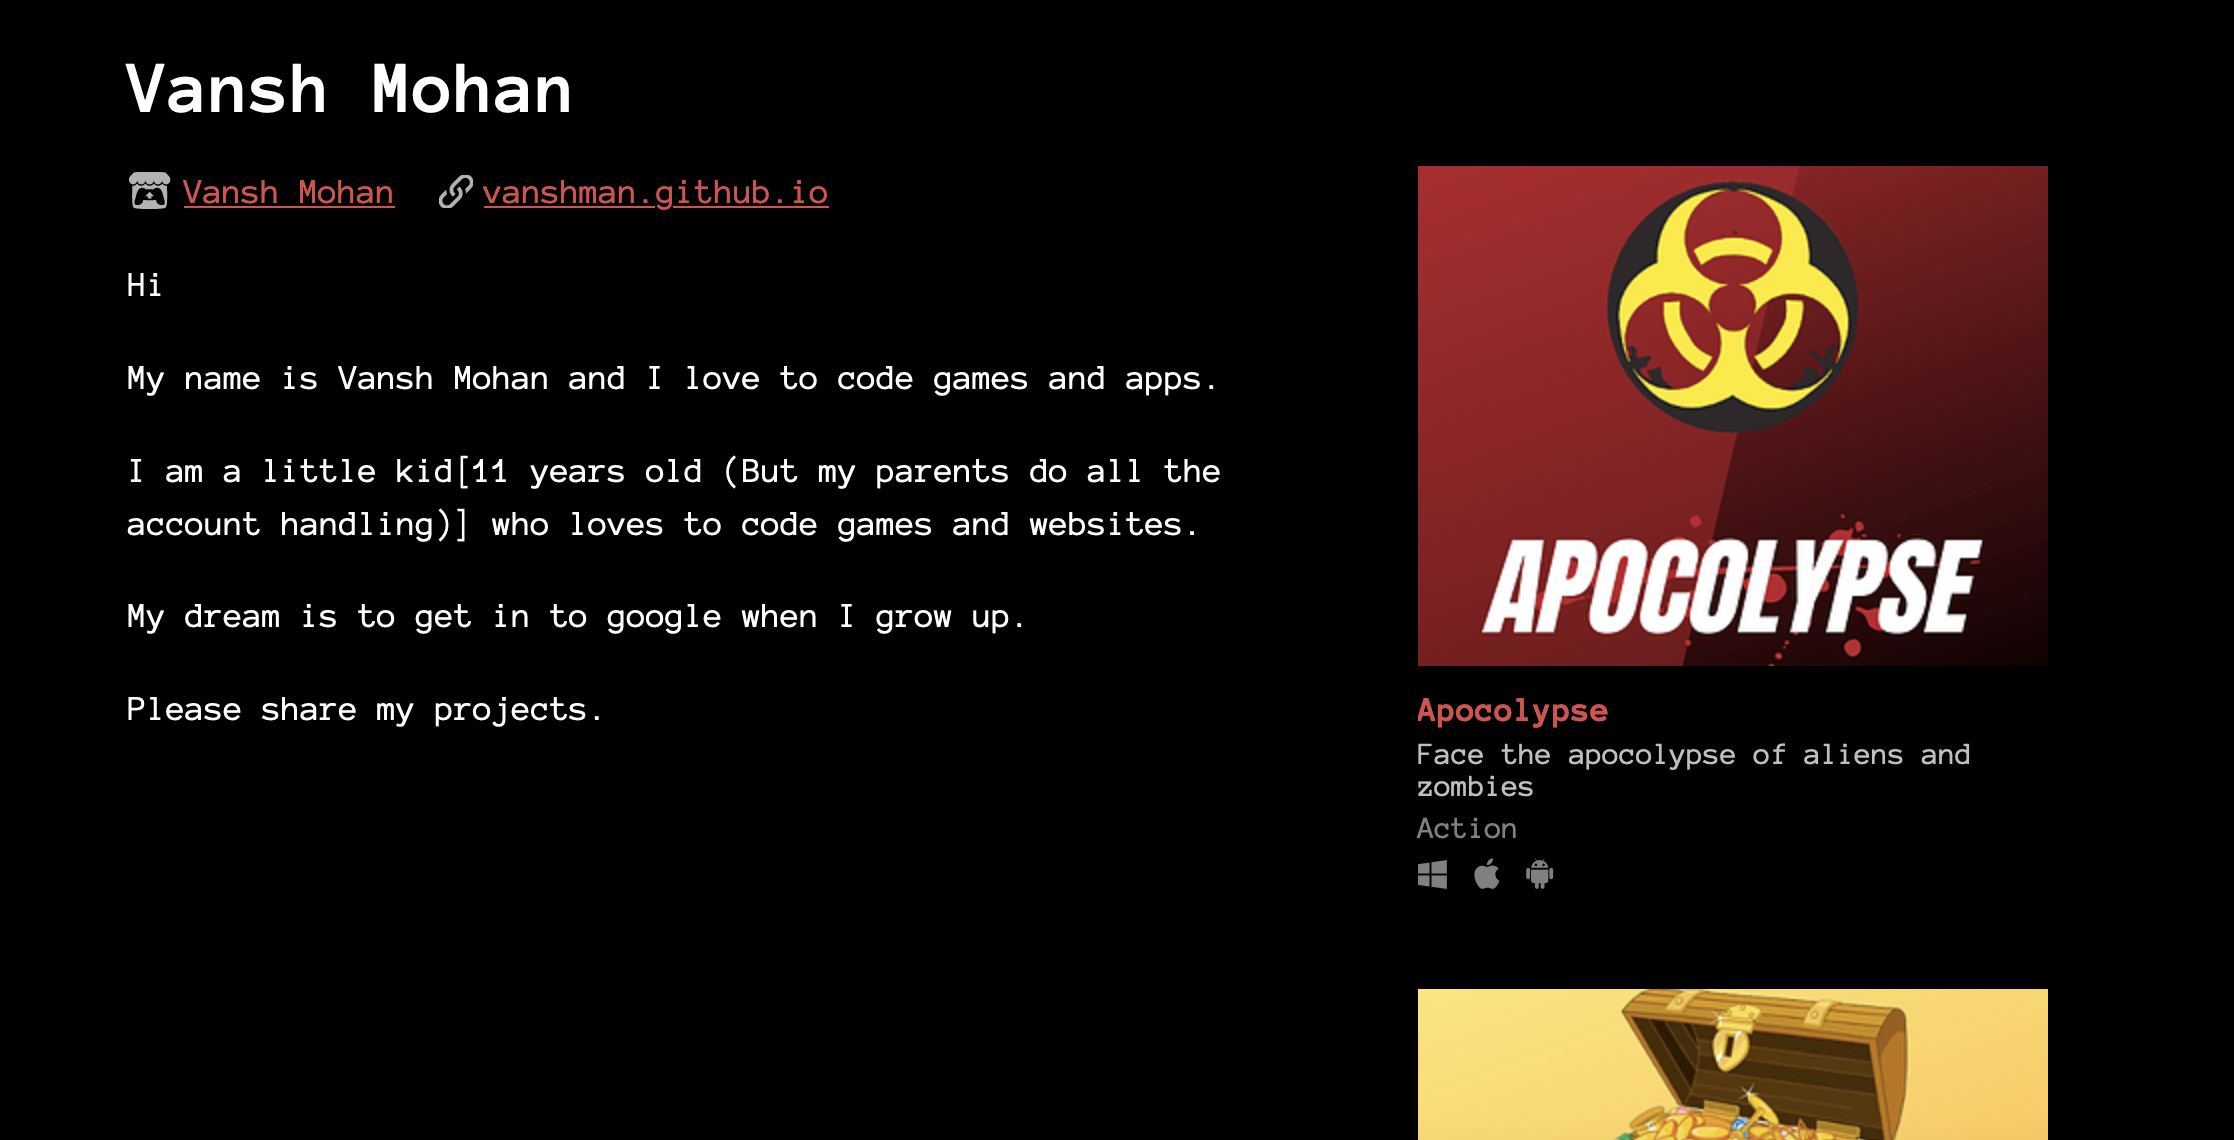 Vansh Mohan
Vansh Mohan vanshman.github.io
Hi
My name is Vansh Mohan and I love to code games and apps.
I am a little kid[11 years old (But my parents do all the
account handling)] who loves to code games and websites.
My dream is to get in to google when I grow up.
Please share my projects.
APOCOLYPSE
Apocolypse
Face the apocolypse of aliens and
zombies
Action